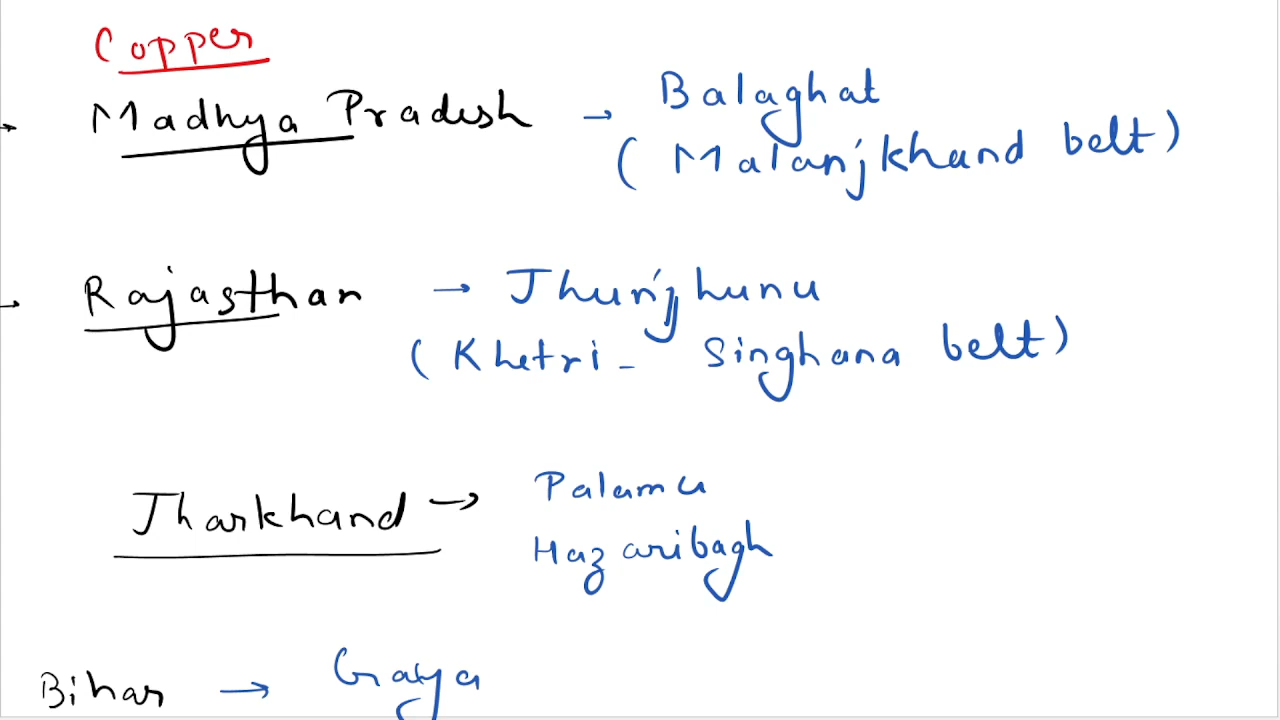 Copper
→ Madhya Pradesh → Balaghat
(Malanjkhand belt)
→ Rajasthan → Jhunjhunu
(Khetri - Singhana belt)
Jharkhand → Palamu
Hazaribagh
Bihar → Gaya